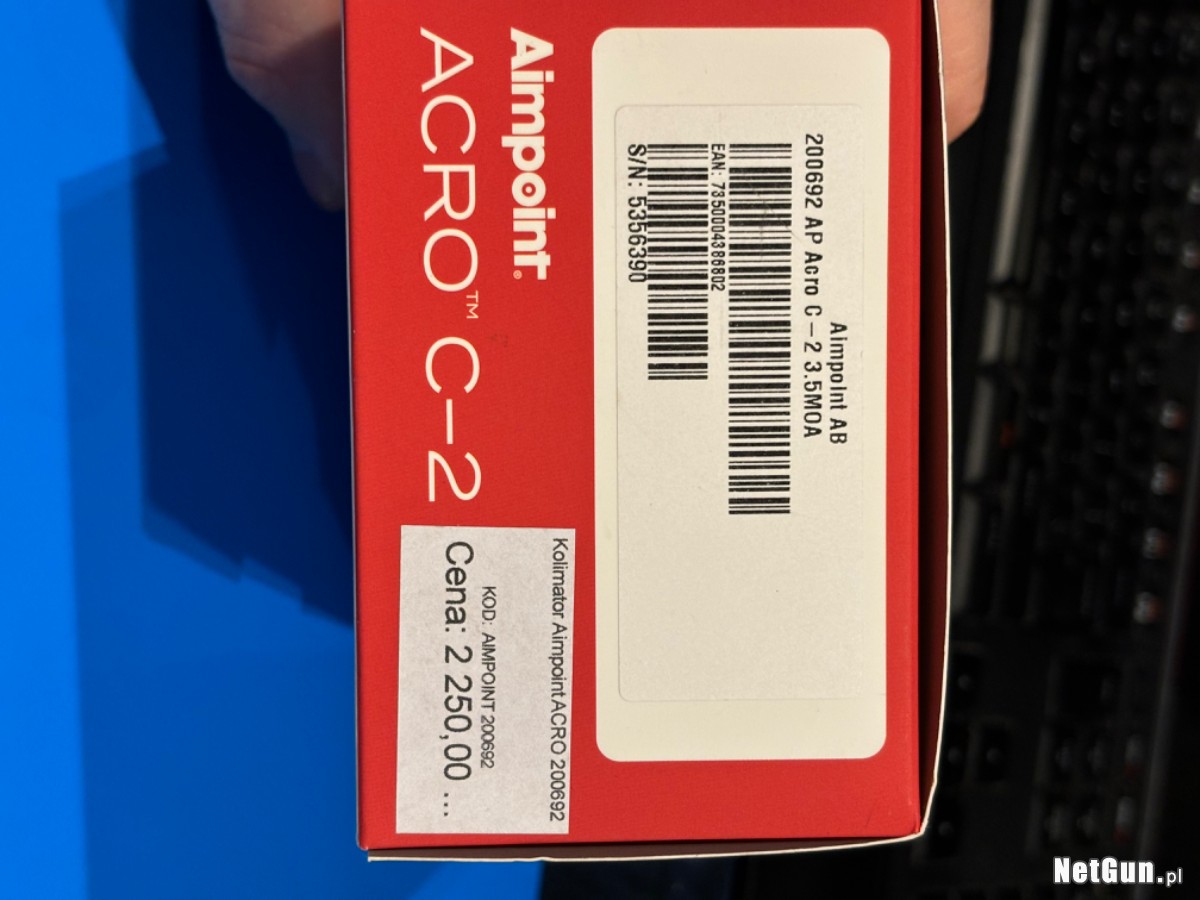 Aimpoint AB
200692 AP Acro C-2 3.5MOA
EAN: 7350004386802
S/N: 5356390
Aimpoint®
ACRO™ C-2
Kolimator Aimpoint ACRO 200692
KOD: AIMPOINT 200692
Cena: 2 250,00 ...
NetGun.pl